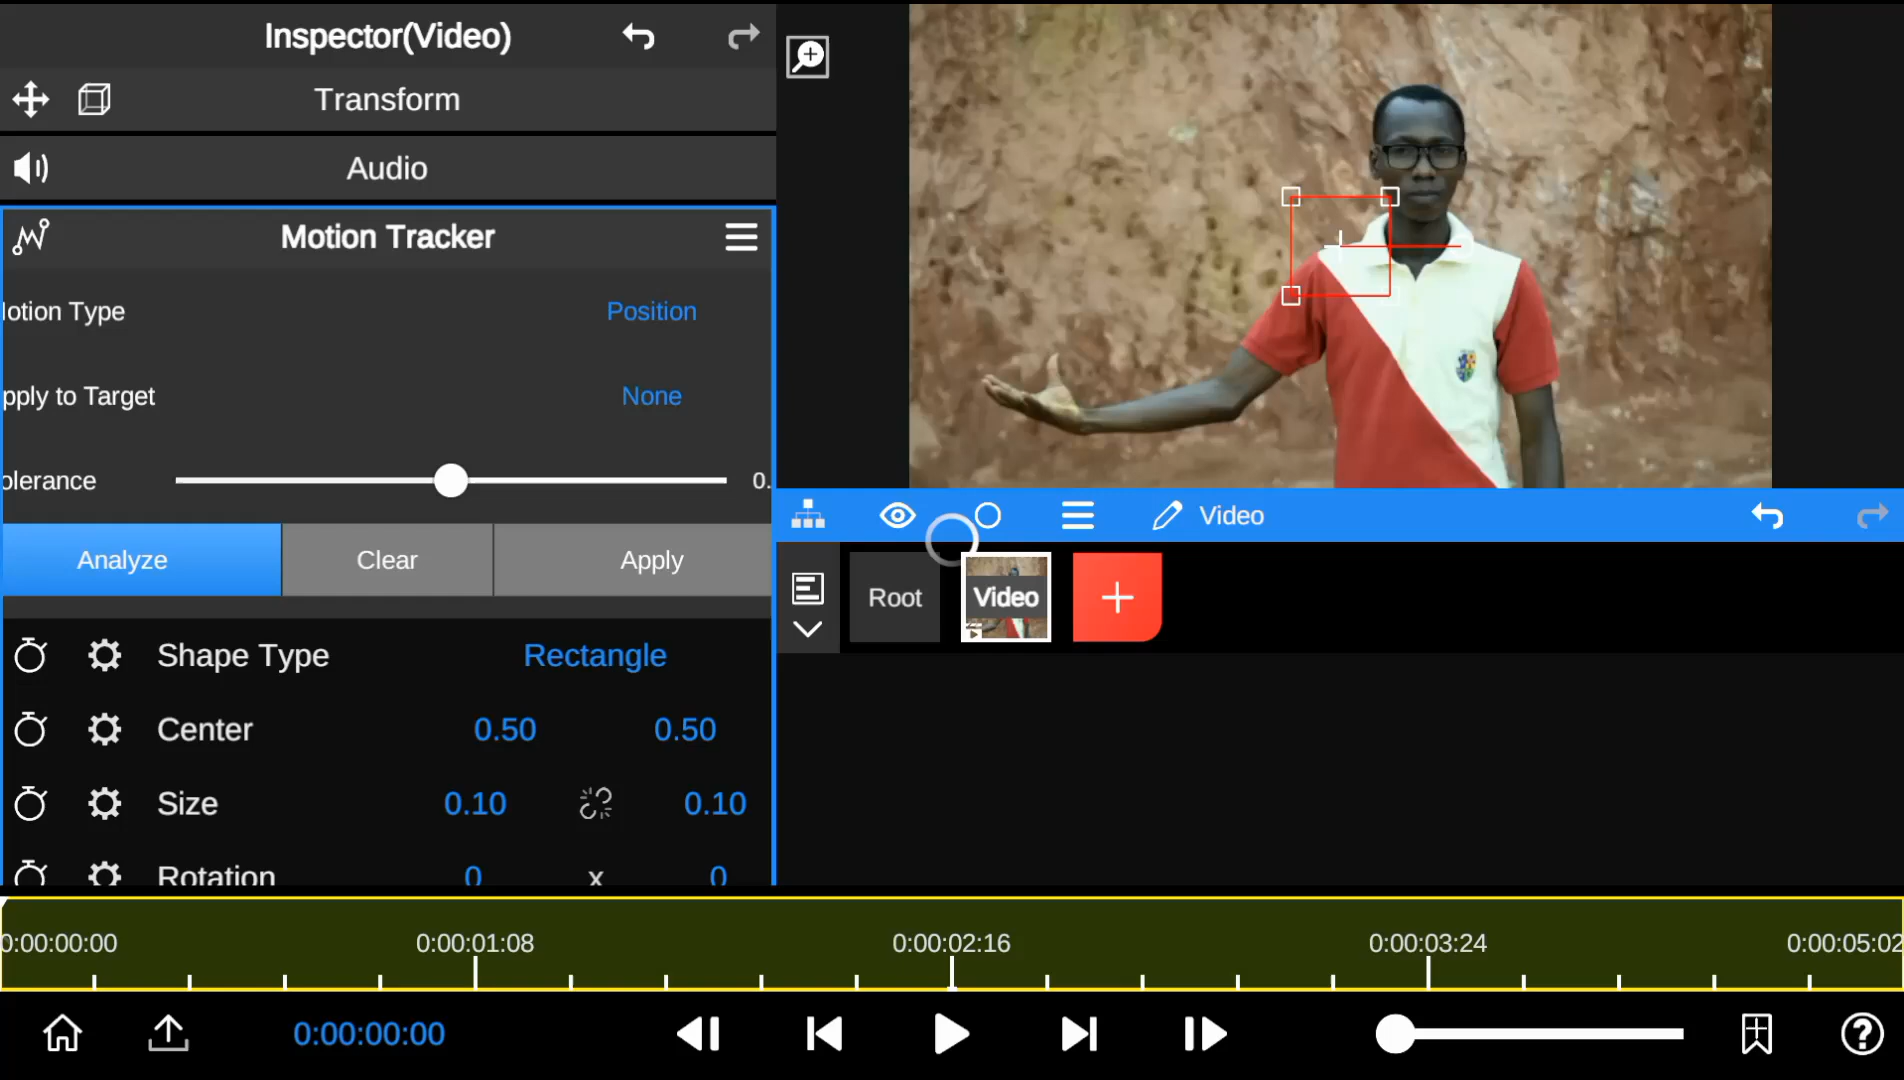 Inspector(Video)
Transform
Audio
Motion Tracker
lotion Type Position
pply to Target None
olerance 0.
Analyze Clear Apply
Shape Type Rectangle
Center 0.50 0.50
Size 0.10 0.10
Rotation 0 x 0
Video
Root Video
0:00:00:00 0:00:01:08 0:00:02:16 0:00:03:24 0:00:05:02
0:00:00:00